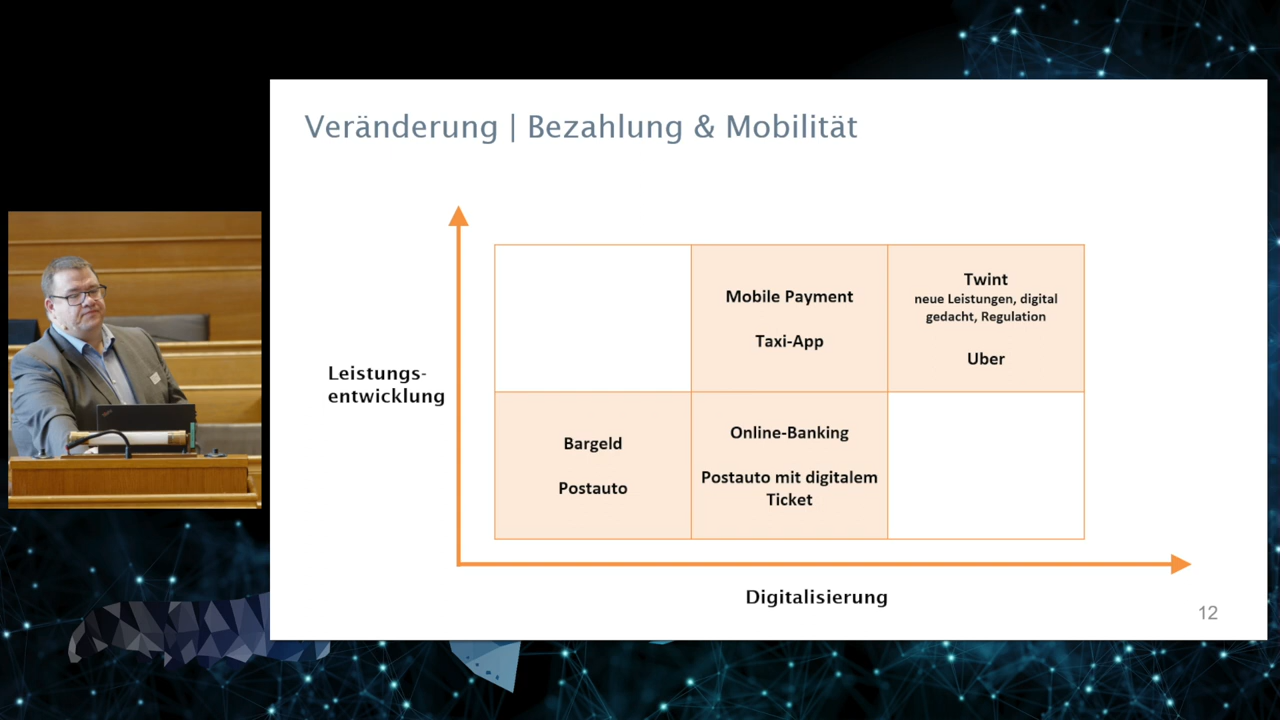 Veränderung | Bezahlung & Mobilität
Leistungs-
entwicklung
Mobile Payment
Taxi-App
Twint
neue Leistungen, digital
gedacht, Regulation
Uber
Bargeld
Postauto
Online-Banking
Postauto mit digitalem
Ticket
Digitalisierung
12